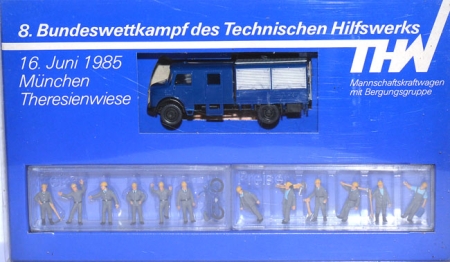 8. Bundeswettkampf des Technischen Hilfswerks
16. Juni 1985
München
Theresienwiese
THW
Mannschaftskraftwagen
mit Bergungsgruppe